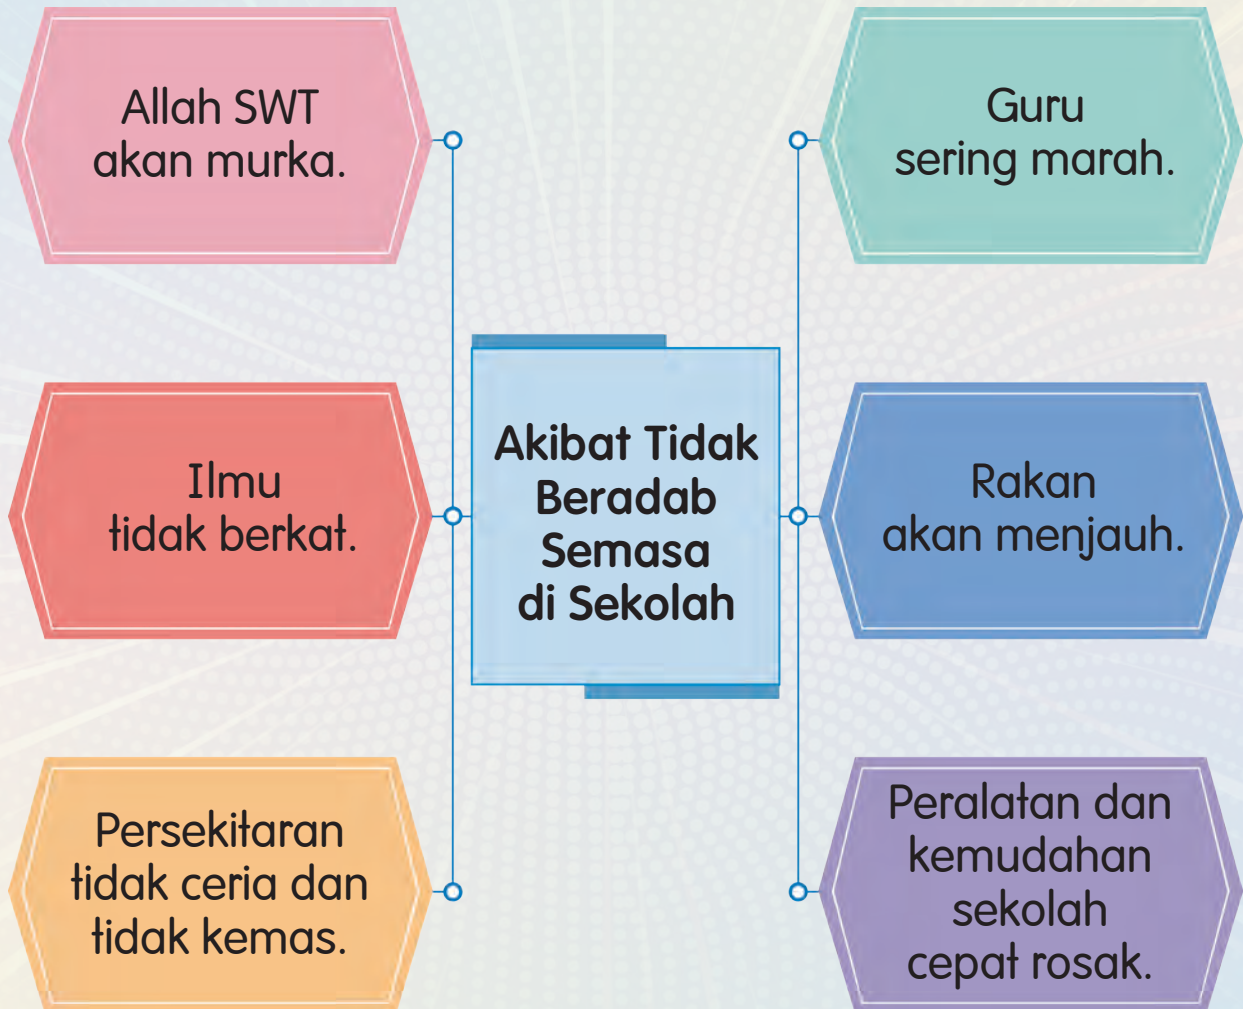 Allah SWT
akan murka.
Guru
sering marah.
Ilmu
tidak berkat.
Akibat Tidak
Beradab
Semasa
di Sekolah
Rakan
akan menjauh.
Persekitaran
tidak ceria dan
tidak kemas.
Peralatan dan
kemudahan
sekolah
cepat rosak.